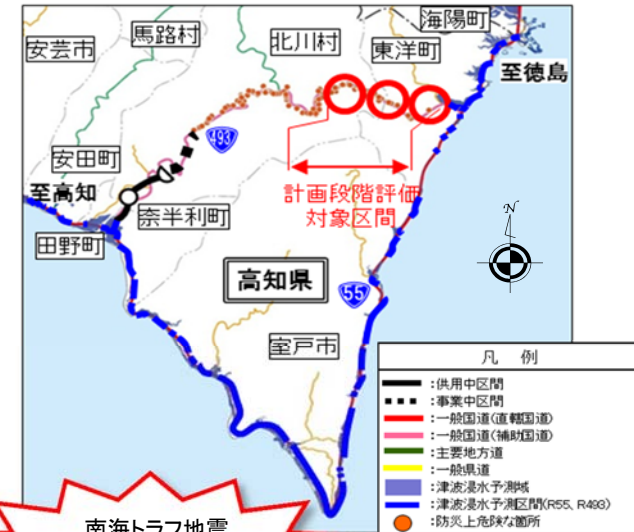 海陽町
馬路村
北川村
安芸市
東洋町
至徳島
493
安田町
至高知
計画段階評価
対象区間
奈半利町
田野町
N
高知県
55
室戸市
凡 例
:供用中区間
:事業中区間
:一般国道(直轄国道)
:一般国道(補助国道)
:主要地方道
:一般県道
:津波浸水予測域
:津波浸水予測区間(R55、R493)
:防災上危険な箇所
南海トラフ地震